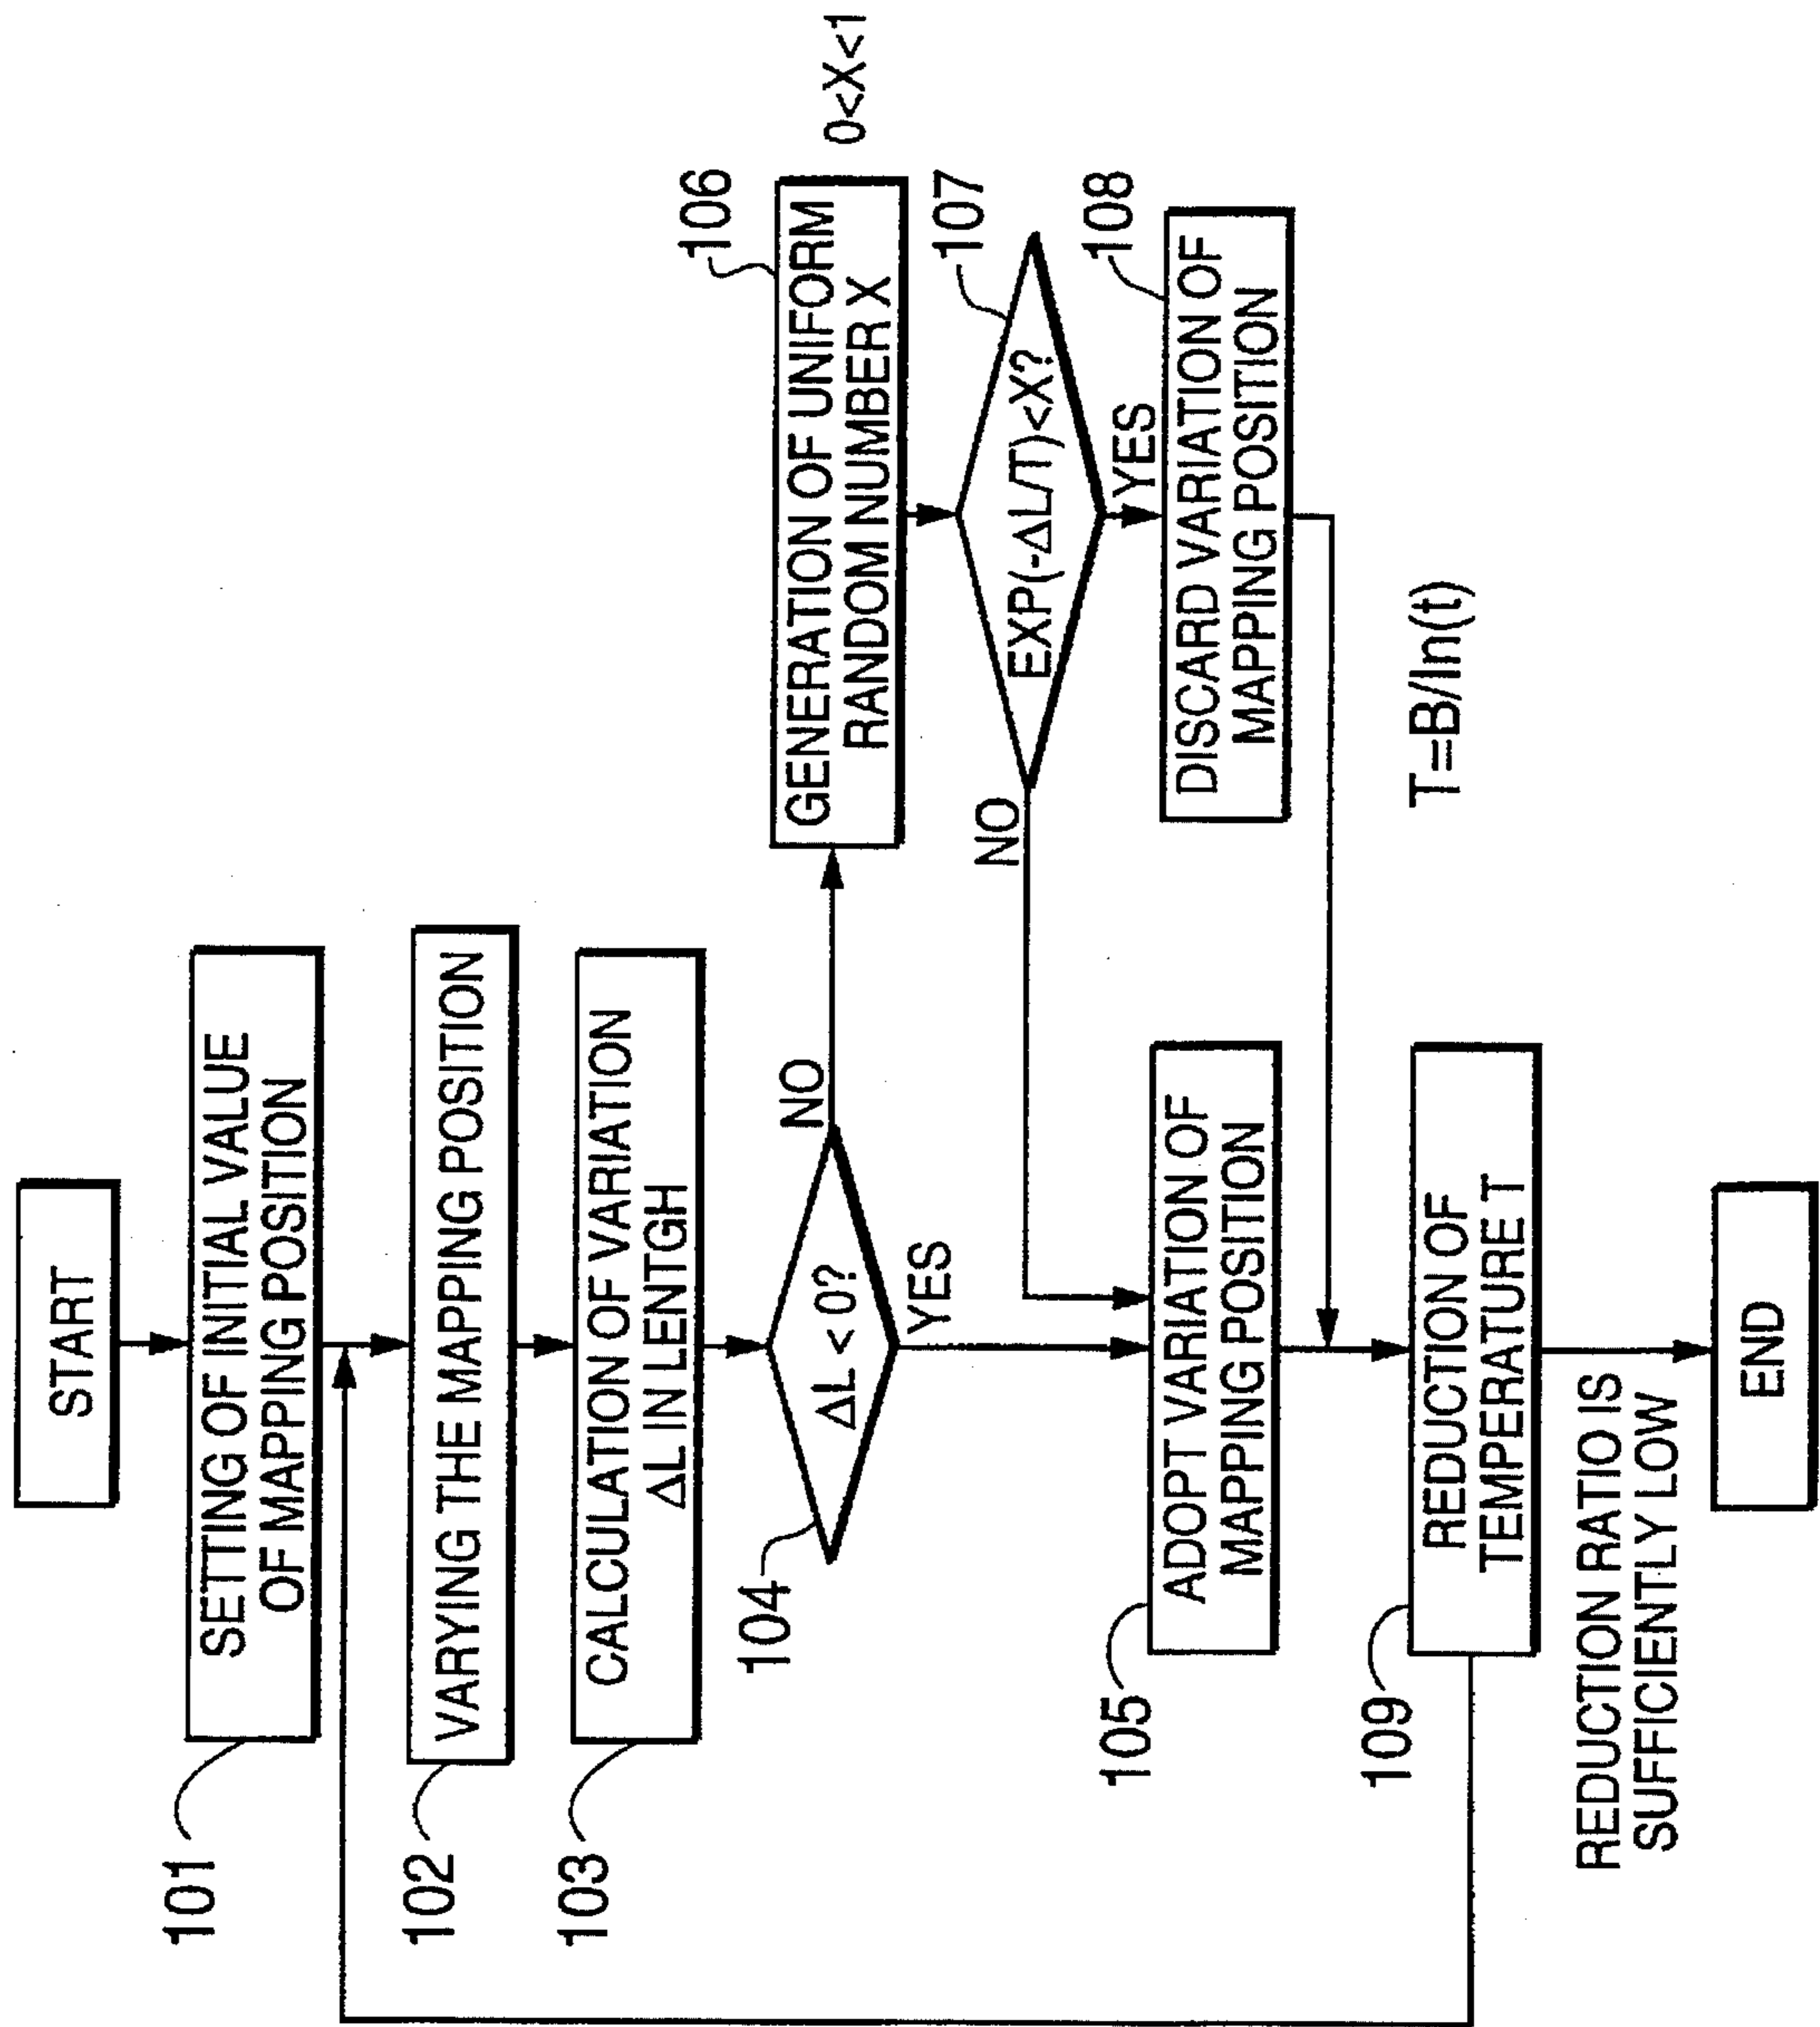 START
101
SETTING OF INITIAL VALUE
OF MAPPING POSITION
102
VARYING THE MAPPING POSITION
103
CALCULATION OF VARIATION
ΔL IN LENTGH
104
ΔL < 0?
NO
YES
106
GENERATION OF UNIFORM
RANDOM NUMBER X
0<X<1
107
EXP(-ΔL/T)<X?
NO
YES
108
DISCARD VARIATION OF
MAPPING POSITION
105
ADOPT VARIATION OF
MAPPING POSITION
109
REDUCTION OF
TEMPERATURE T
T=B/ln(t)
REDUCTION RATIO IS
SUFFICIENTLY LOW
END